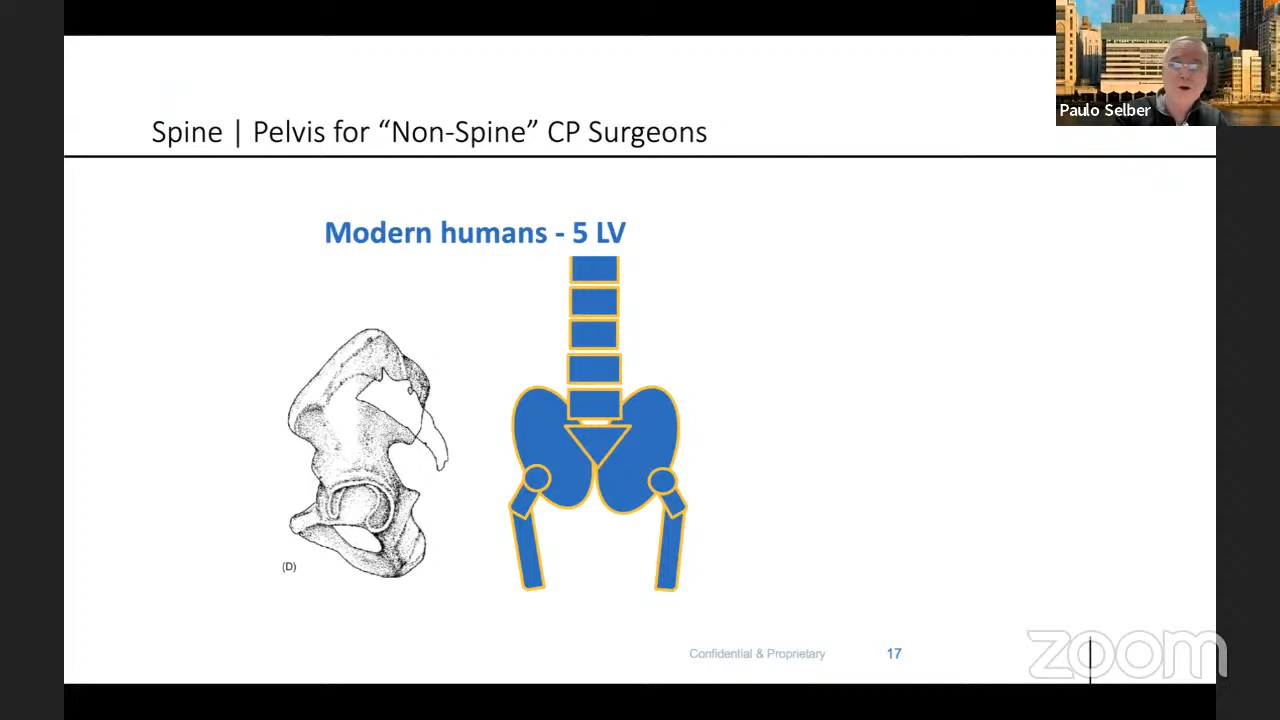 Paulo Selber
Spine | Pelvis for “Non-Spine” CP Surgeons
Modern humans - 5 LV
(D)
Confidential & Proprietary
17
zoom